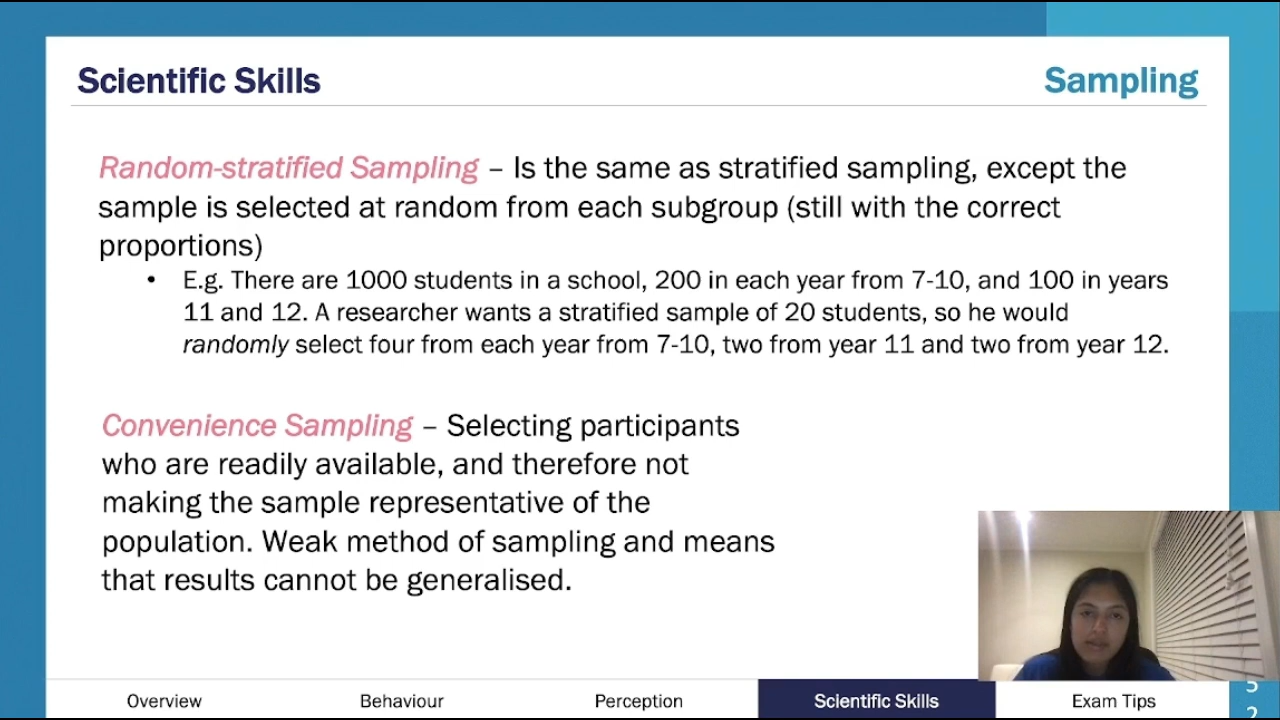 Scientific Skills
Sampling
Random-stratified Sampling – Is the same as stratified sampling, except the
sample is selected at random from each subgroup (still with the correct
proportions)
• E.g. There are 1000 students in a school, 200 in each year from 7-10, and 100 in years
11 and 12. A researcher wants a stratified sample of 20 students, so he would
randomly select four from each year from 7-10, two from year 11 and two from year 12.
Convenience Sampling – Selecting participants
who are readily available, and therefore not
making the sample representative of the
population. Weak method of sampling and means
that results cannot be generalised.
Overview
Behaviour
Perception
Scientific Skills
Exam Tips
5
2